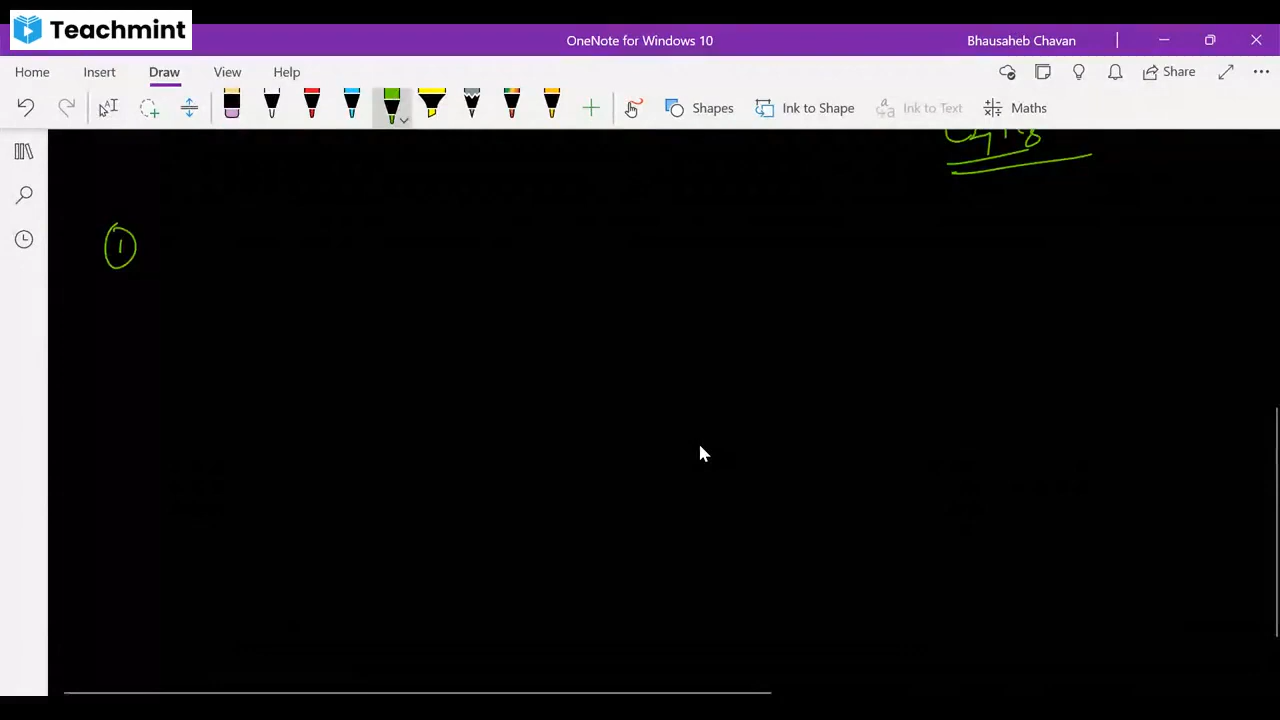 Teachmint
OneNote for Windows 10
Bhausaheb Chavan
Home Insert Draw View Help
Share
Shapes
Ink to Shape
Ink to Text
Maths
1